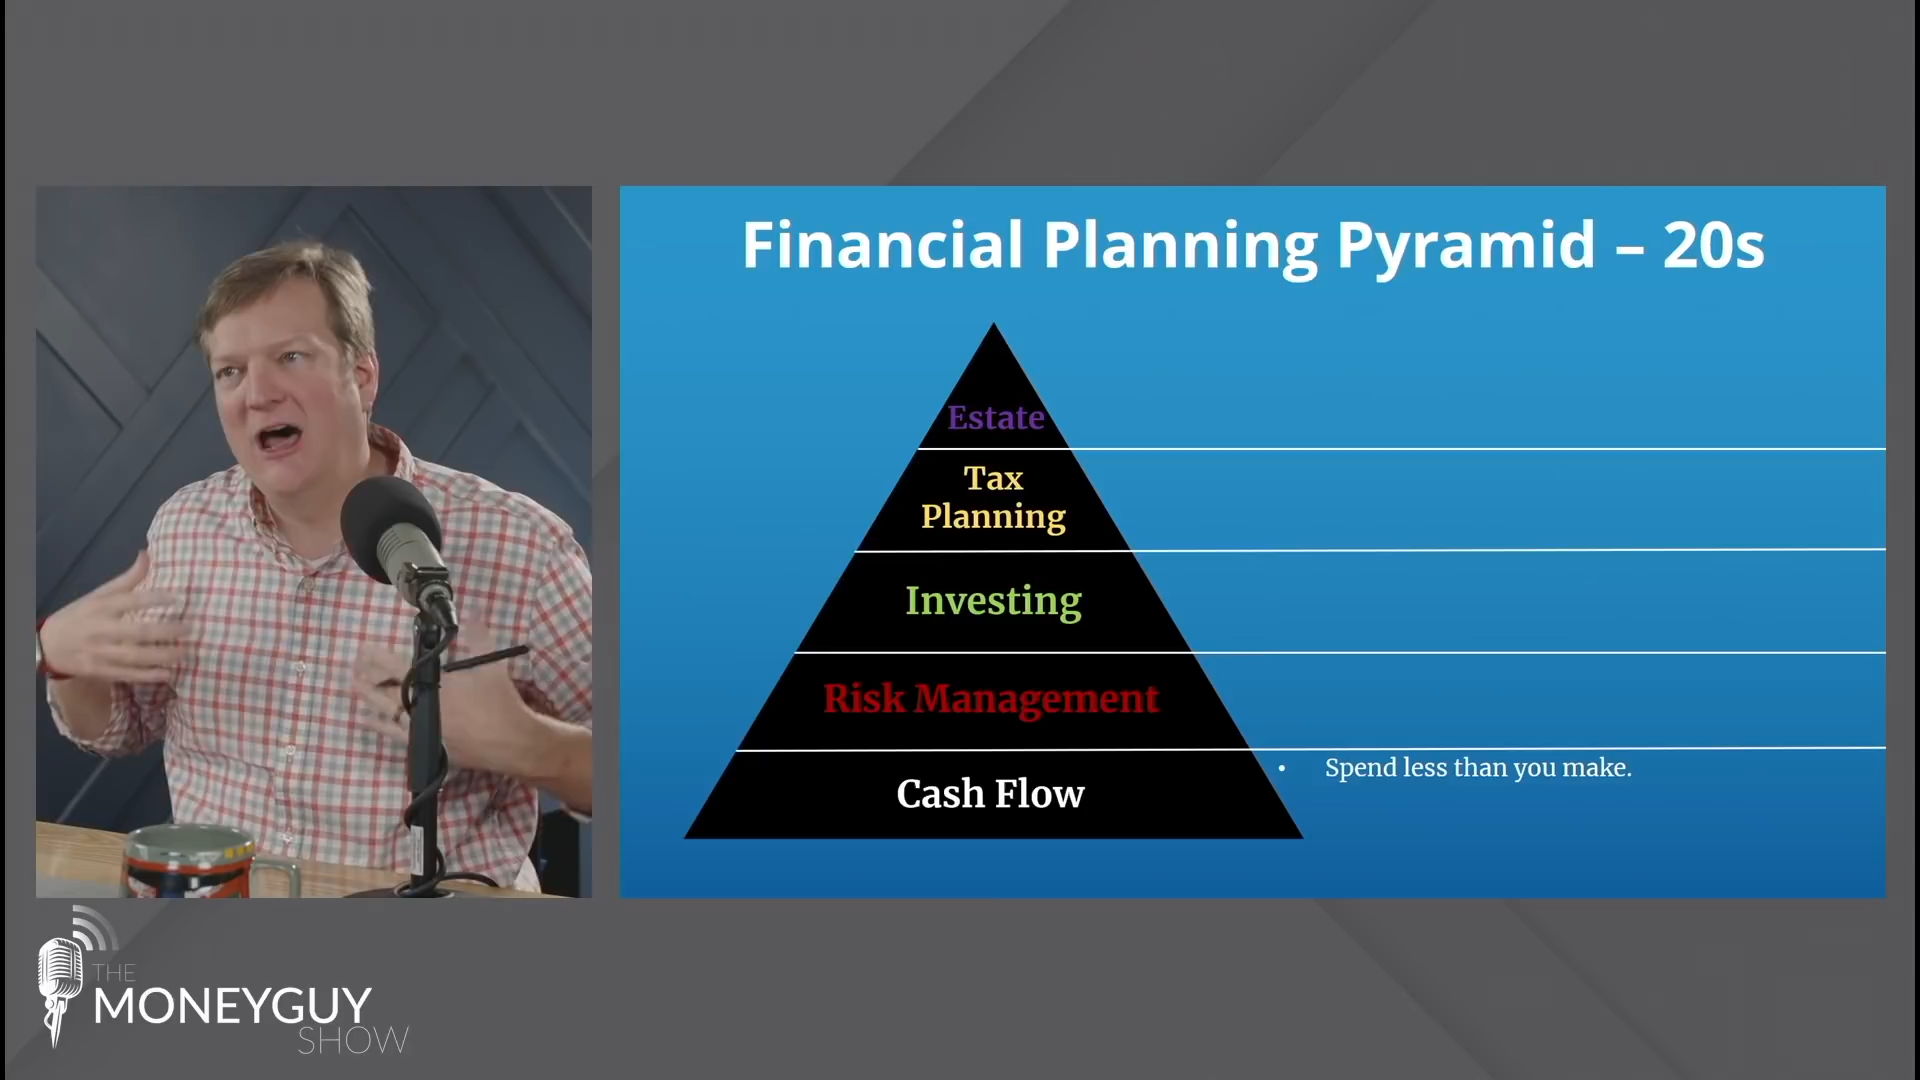 Financial Planning Pyramid – 20s
Estate
Tax
Planning
Investing
Risk Management
Cash Flow
• Spend less than you make.
THE
MONEYGUY
SHOW